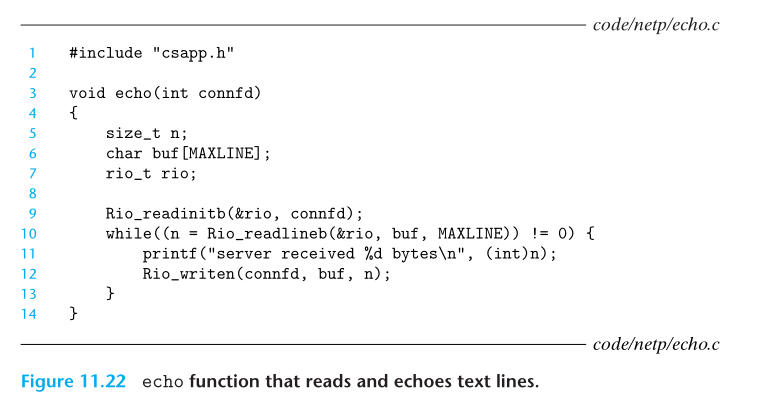 code/netp/echo.c
1 #include "csapp.h"
2
3 void echo(int connfd)
4 {
5     size_t n;
6     char buf[MAXLINE];
7     rio_t rio;
8
9     Rio_readinitb(&rio, connfd);
10     while((n = Rio_readlineb(&rio, buf, MAXLINE)) != 0) {
11         printf("server received %d bytes\n", (int)n);
12         Rio_writen(connfd, buf, n);
13     }
14 }
code/netp/echo.c
Figure 11.22 echo function that reads and echoes text lines.